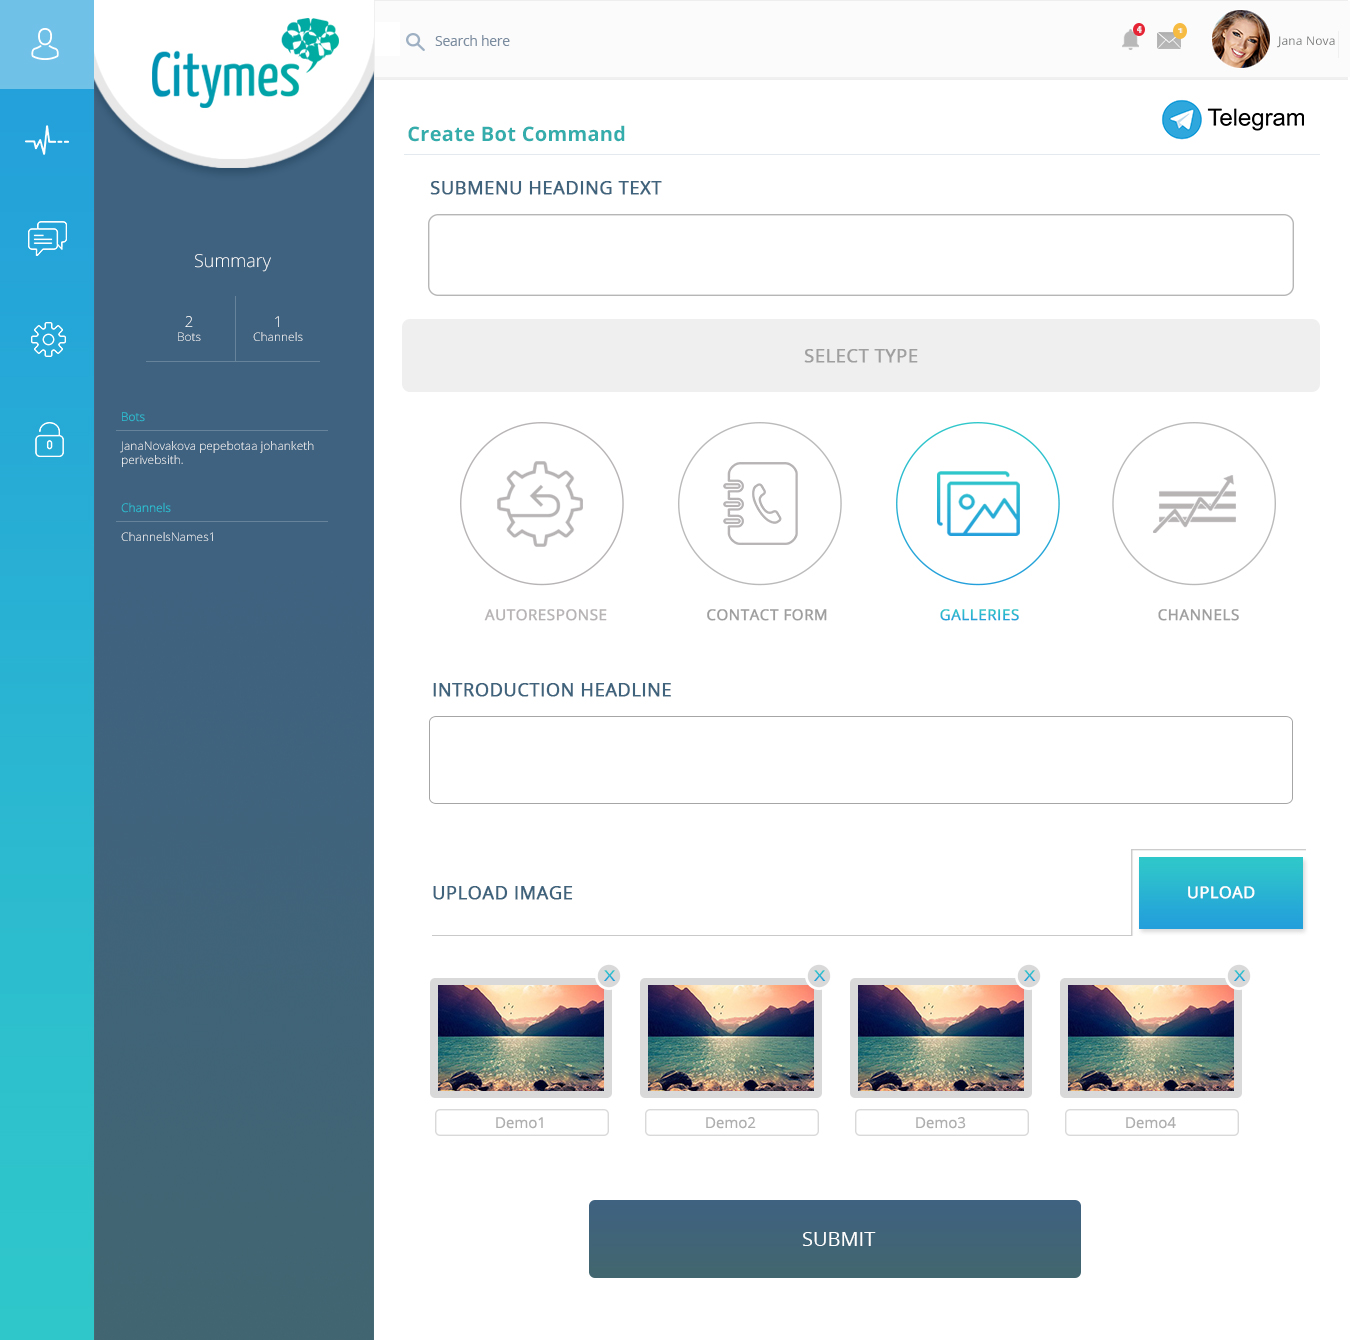 Citymes
Search here
4
1
Jana Nova
Telegram
Create Bot Command
SUBMENU HEADING TEXT
Summary
2
Bots
1
Channels
SELECT TYPE
Bots
JanaNovakova pepebotaa johanketh
perivebsith.
0
Channels
ChannelsNames1
AUTORESPONSE
CONTACT FORM
GALLERIES
CHANNELS
INTRODUCTION HEADLINE
UPLOAD IMAGE
UPLOAD
X
X
X
X
Demo1
Demo2
Demo3
Demo4
SUBMIT